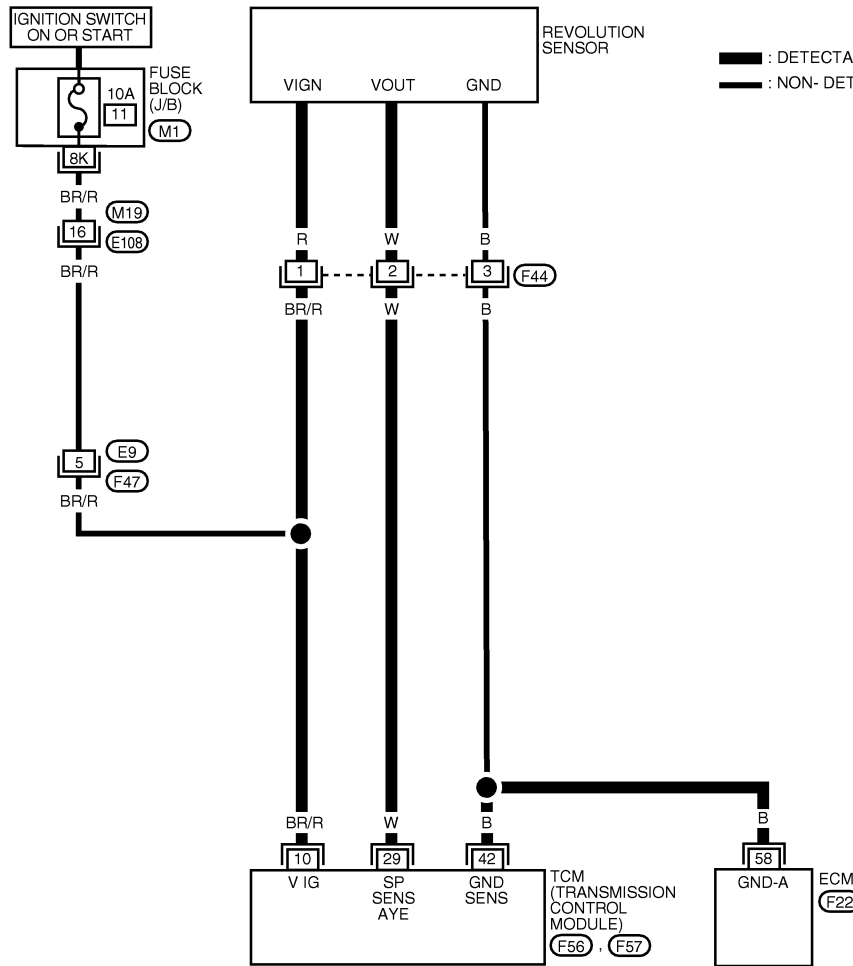 IGNITION SWITCH
ON OR START
FUSE
BLOCK
(J/B)
10A
11
M1
8K
BR/R
M19
16
E108
BR/R
E9
5
F47
BR/R
REVOLUTION
SENSOR
VIGN VOUT GND
: DETECTA
: NON- DET
R W B
1 2 3 F44
BR/R W B
BR/R W B B
10 29 42 58
V IG
SP
SENS
AYE
GND
SENS
TCM
(TRANSMISSION
CONTROL
MODULE)
F56 , F57
GND-A
ECM
F22